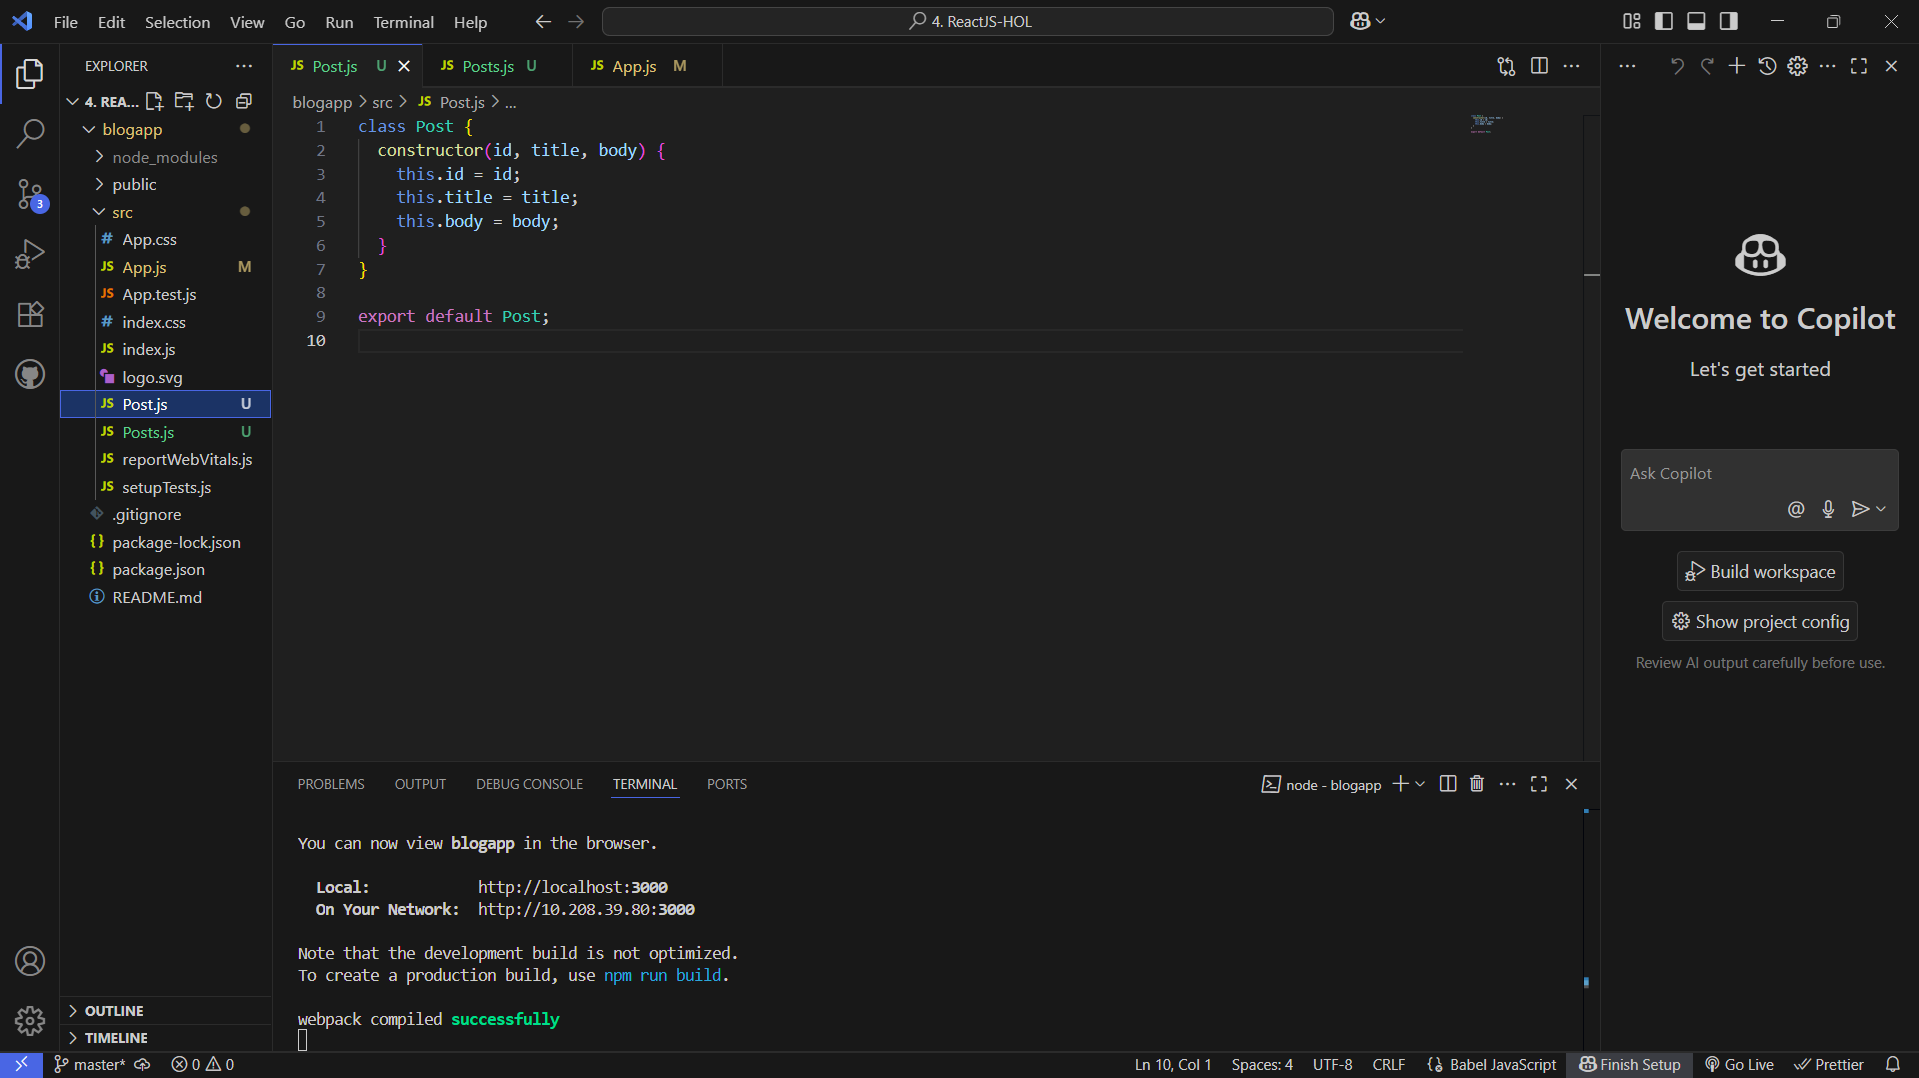 File Edit Selection View Go Run Terminal Help
4. ReactJS-HOL
EXPLORER
4. REA...
blogapp
node_modules
public
src
App.css
App.js M
App.test.js
index.css
index.js
logo.svg
Post.js U
Posts.js U
reportWebVitals.js
setupTests.js
.gitignore
package-lock.json
package.json
README.md
OUTLINE
TIMELINE
3
JS Post.js U
JS Posts.js U
JS App.js M
blogapp > src > JS Post.js > ...
1 class Post {
2 constructor(id, title, body) {
3 this.id = id;
4 this.title = title;
5 this.body = body;
6 }
7 }
8
9 export default Post;
10
PROBLEMS OUTPUT DEBUG CONSOLE TERMINAL PORTS
node - blogapp
You can now view blogapp in the browser.
Local: http://localhost:3000
On Your Network: http://10.208.39.80:3000
Note that the development build is not optimized.
To create a production build, use npm run build.
webpack compiled successfully
Welcome to Copilot
Let's get started
Ask Copilot
Build workspace
Show project config
Review AI output carefully before use.
master* 0 0
Ln 10, Col 1 Spaces: 4 UTF-8 CRLF {} Babel JavaScript Finish Setup Go Live Prettier